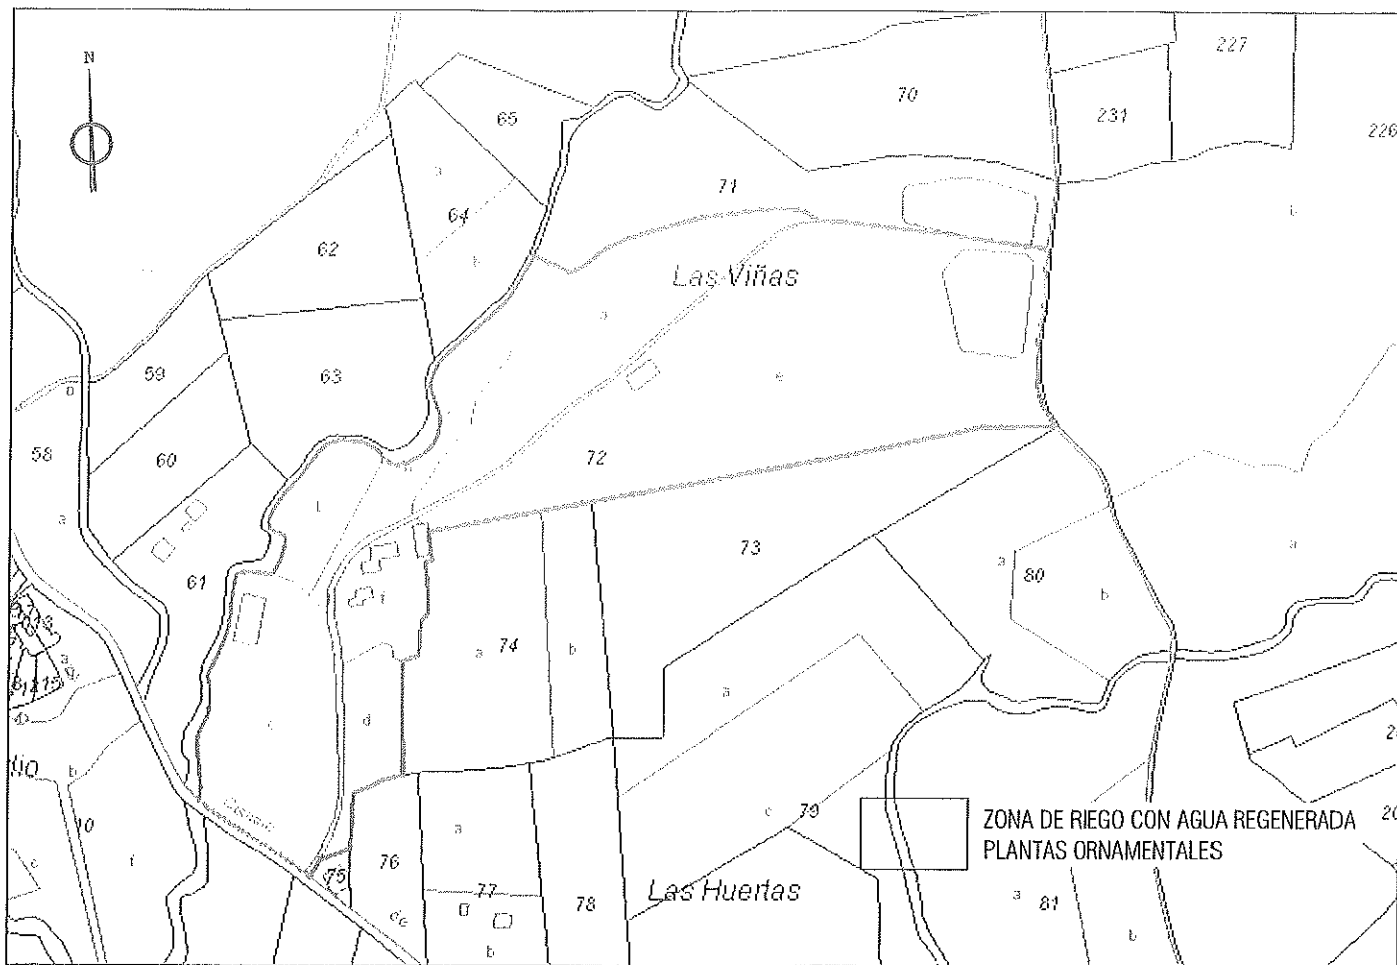 N
227
65
70
231
226
a
71
64
b
62
b
Las Viñas
a
59
63
e
a
58
60
72
a
i
73
61
a
80
a
f
b
a
74
b
a
d
a
c
b
10
79
c
ZONA DE RIEGO CON AGUA REGENERADA
PLANTAS ORNAMENTALES
a
76
75
77
78
Las Huertas
a
81
b
b